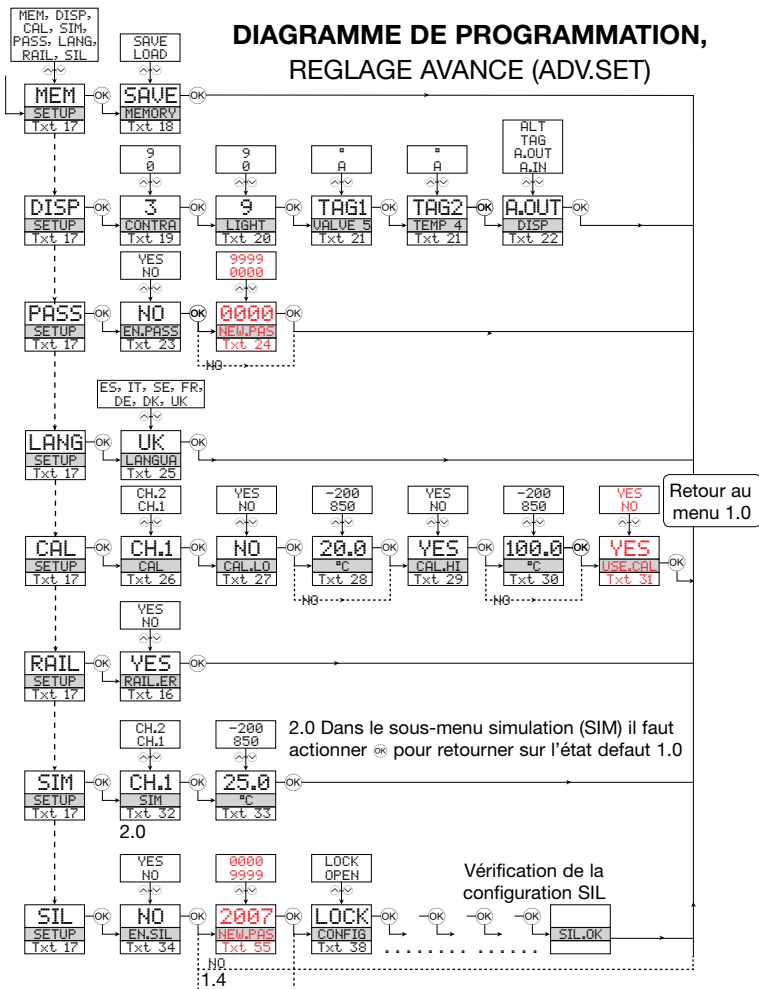 DIAGRAMME DE PROGRAMMATION,
REGLAGE AVANCE (ADV.SET)
MEM, DISP,
CAL, SIM,
PASS, LANG,
RAIL, SIL
SAVE
LOAD
MEM OK SAVE OK
SETUP MEMORY
Txt 17 Txt 18
9
0
9
0
"
A
"
A
ALT
TAG
A.OUT
A.IN
DISP OK 3 OK 9 OK TAG1 OK TAG2 OK A.OUT OK
SETUP CONTRA LIGHT VALVE 5 TEMP 4 DISP
Txt 17 Txt 19 Txt 20 Txt 21 Txt 21 Txt 22
YES
NO
9999
0000
PASS OK NO OK 0000 OK
SETUP EN.PASS NEW.PAS
Txt 17 Txt 23 Txt 24
NO
ES, IT, SE, FR,
DE, DK, UK
LANG OK UK OK
SETUP LANGUA
Txt 17 Txt 25
Retour au
menu 1.0
CH.2
CH.1
YES
NO
-200
850
YES
NO
-200
850
YES
NO
CAL OK CH.1 OK NO OK 20.0 OK YES OK 100.0 OK YES OK
SETUP CAL CAL.LO °C CAL.HI °C USE.CAL
Txt 17 Txt 26 Txt 27 Txt 28 Txt 29 Txt 30 Txt 31
NO NO
YES
NO
RAIL OK YES OK
SETUP RAIL.ER
Txt 17 Txt 16
CH.2
CH.1
-200
850
2.0 Dans le sous-menu simulation (SIM) il faut
actionner OK pour retourner sur l'état defaut 1.0
SIM OK CH.1 OK 25.0 OK
SETUP SIM °C
Txt 17 Txt 32 Txt 33
2.0
YES
NO
0000
9999
LOCK
OPEN
Vérification de la
configuration SIL
SIL OK NO OK 2007 OK LOCK OK OK OK OK
SETUP EN.SIL NEW.PAS CONFIG SIL.OK
Txt 17 Txt 34 Txt 55 Txt 38
NO
1.4